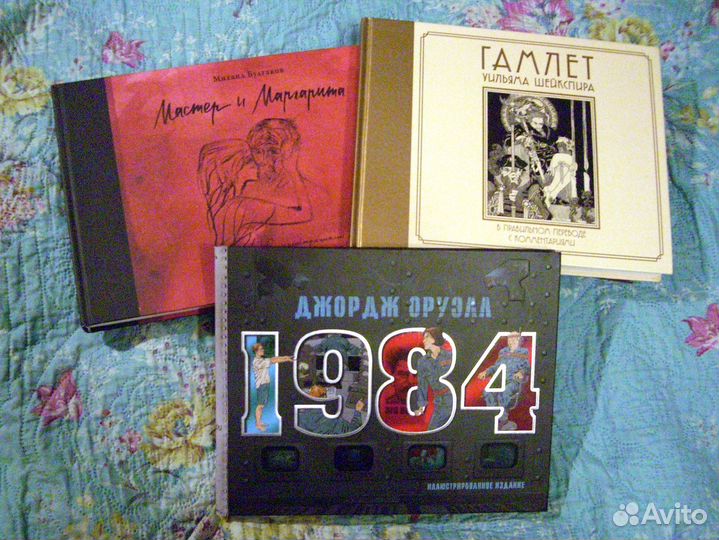 Михаил Булгаков
Мастер и Маргарита
ГАМЛЕТ
УИЛЬЯМА ШЕЙКСПИРА
В ПРАВИЛЬНОМ ПЕРЕВОДЕ
С КОММЕНТАРИЯМИ
ДЖОРДЖ ОРУЭЛЛ
1984
ИЛЛЮСТРИРОВАННОЕ ИЗДАНИЕ
Avito